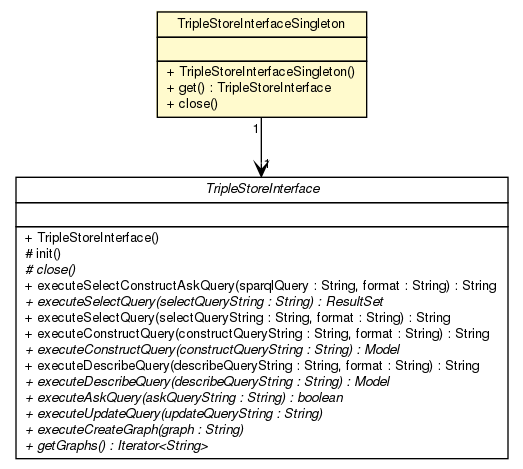 TripleStoreInterfaceSingleton
+ TripleStoreInterfaceSingleton()
+ get() : TripleStoreInterface
+ close()
1
1
TripleStoreInterface
+ TripleStoreInterface()
# init()
# close()
+ executeSelectConstructAskQuery(sparqlQuery : String, format : String) : String
+ executeSelectQuery(selectQueryString : String) : ResultSet
+ executeSelectQuery(selectQueryString : String, format : String) : String
+ executeConstructQuery(constructQueryString : String, format : String) : String
+ executeConstructQuery(constructQueryString : String) : Model
+ executeDescribeQuery(describeQueryString : String, format : String) : String
+ executeDescribeQuery(describeQueryString : String) : Model
+ executeAskQuery(askQueryString : String) : boolean
+ executeUpdateQuery(updateQueryString : String)
+ executeCreateGraph(graph : String)
+ getGraphs() : Iterator<String>